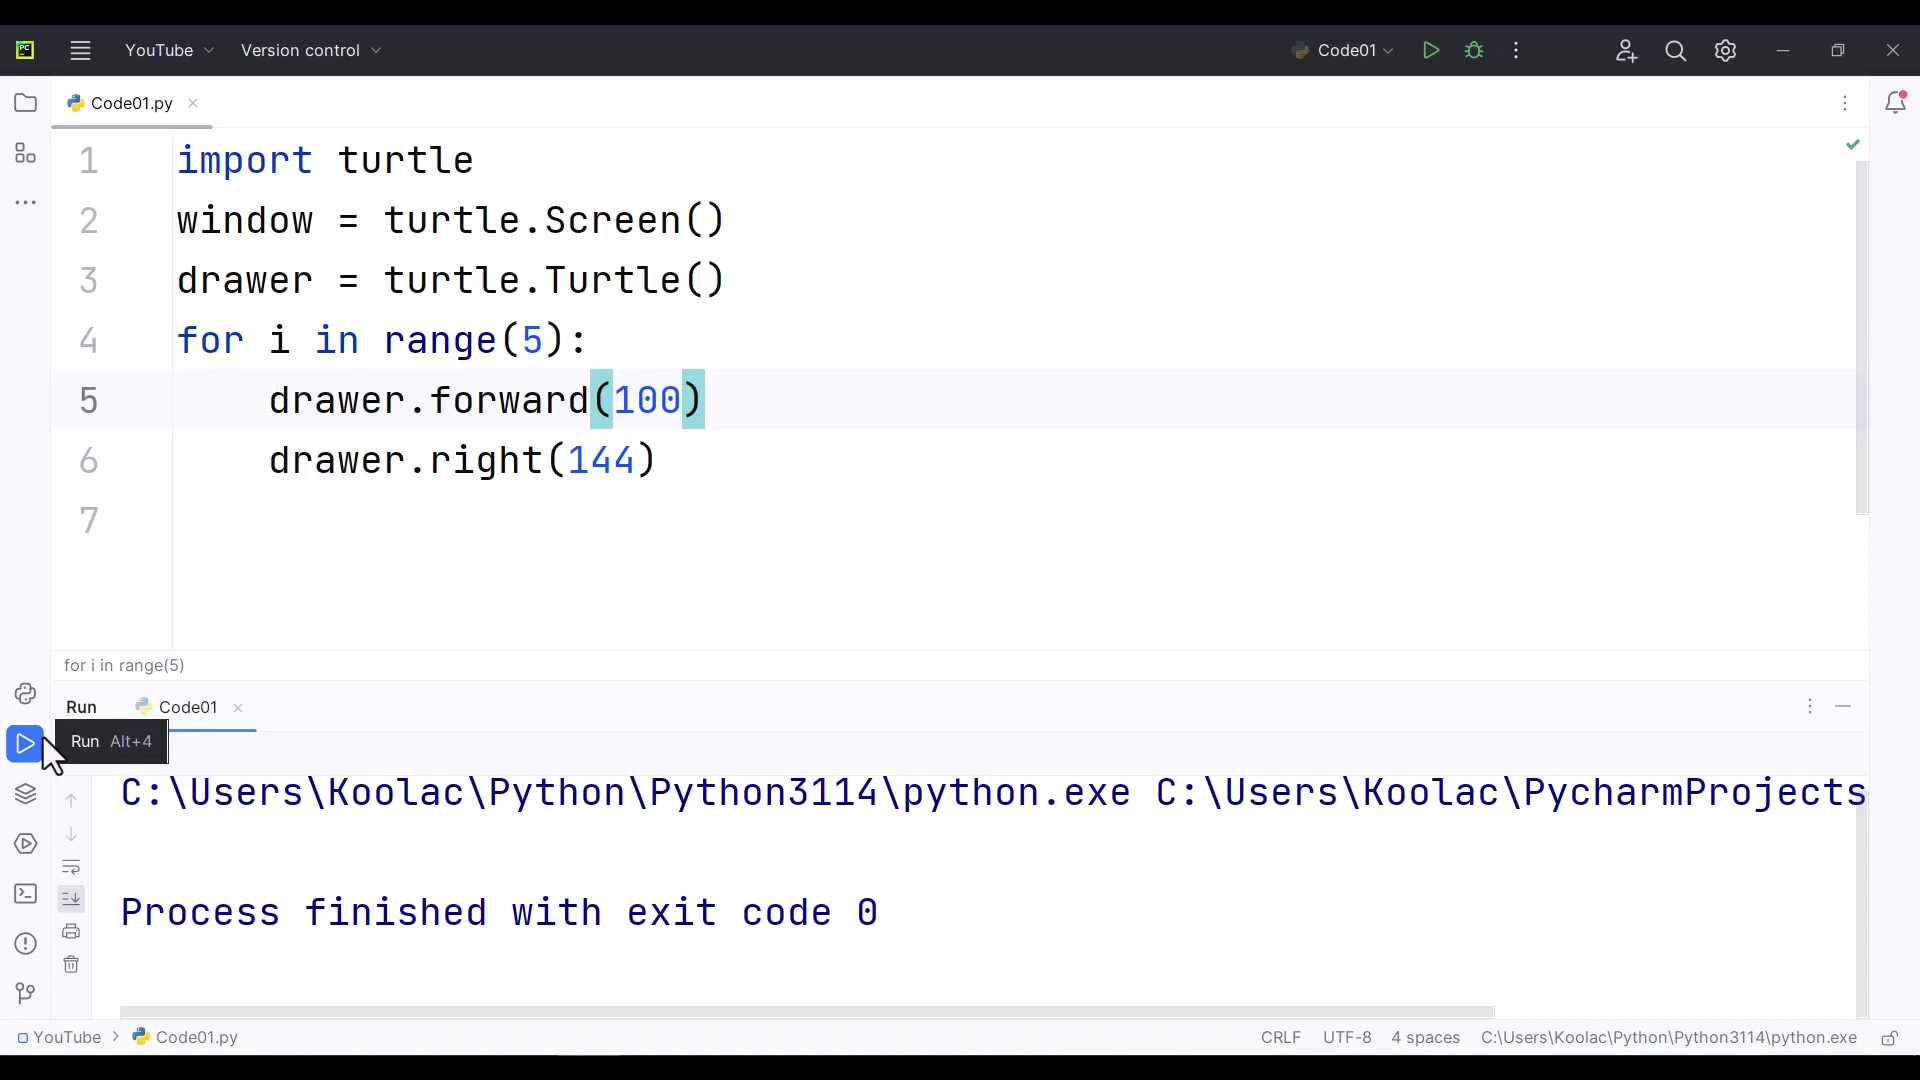 PC
YouTube
Version control
Code01
Code01.py
1 import turtle
2 window = turtle.Screen()
3 drawer = turtle.Turtle()
4 for i in range(5):
5 drawer.forward(100)
6 drawer.right(144)
7
for i in range(5)
Run Code01
Run Alt+4
C:\Users\Koolac\Python\Python3114\python.exe C:\Users\Koolac\PycharmProjects
Process finished with exit code 0
YouTube > Code01.py
CRLF UTF-8 4 spaces C:\Users\Koolac\Python\Python3114\python.exe